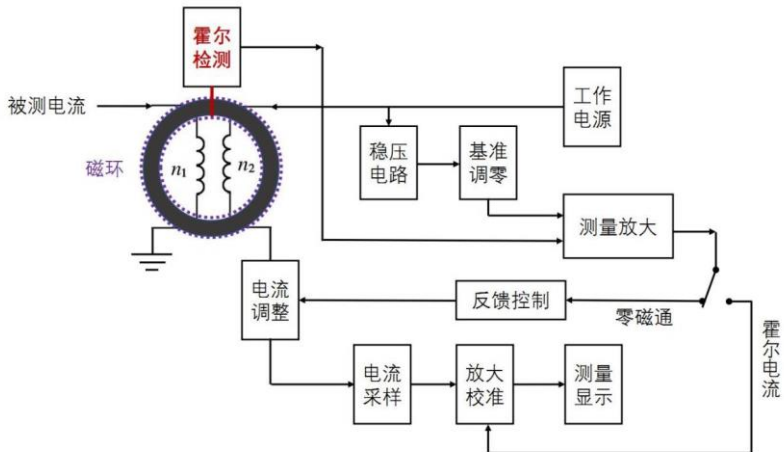 霍尔
检测
被测电流
工作
电源
稳压
电路
基准
调零
磁环
n₁
n₂
测量放大
电流
调整
反馈控制
零磁通
霍尔电流
电流
采样
放大
校准
测量
显示